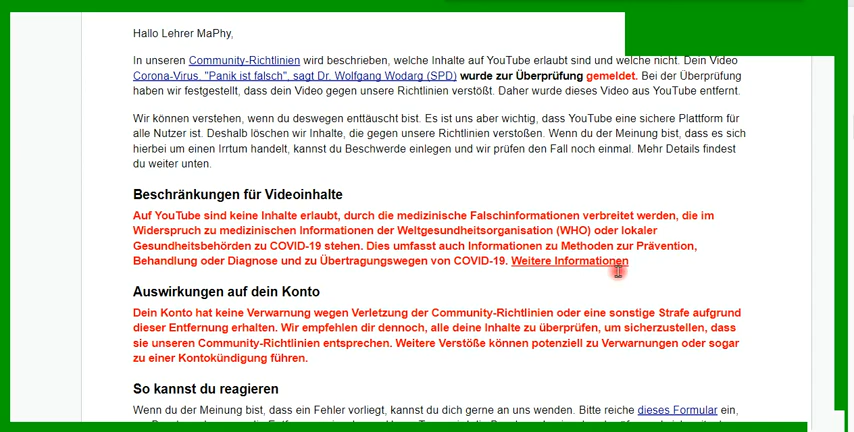 Hallo Lehrer MaPhy,
In unseren Community-Richtlinien wird beschrieben, welche Inhalte auf YouTube erlaubt sind und welche nicht. Dein Video
Corona-Virus. "Panik ist falsch", sagt Dr. Wolfgang Wodarg (SPD) wurde zur Überprüfung gemeldet. Bei der Überprüfung
haben wir festgestellt, dass dein Video gegen unsere Richtlinien verstößt. Daher wurde dieses Video aus YouTube entfernt.
Wir können verstehen, wenn du deswegen enttäuscht bist. Es ist uns aber wichtig, dass YouTube eine sichere Plattform für
alle Nutzer ist. Deshalb löschen wir Inhalte, die gegen unsere Richtlinien verstoßen. Wenn du der Meinung bist, dass es sich
hierbei um einen Irrtum handelt, kannst du Beschwerde einlegen und wir prüfen den Fall noch einmal. Mehr Details findest
du weiter unten.
Beschränkungen für Videoinhalte
Auf YouTube sind keine Inhalte erlaubt, durch die medizinische Falschinformationen verbreitet werden, die im
Widerspruch zu medizinischen Informationen der Weltgesundheitsorganisation (WHO) oder lokaler
Gesundheitsbehörden zu COVID-19 stehen. Dies umfasst auch Informationen zu Methoden zur Prävention,
Behandlung oder Diagnose und zu Übertragungswegen von COVID-19. Weitere Informationen
Auswirkungen auf dein Konto
Dein Konto hat keine Verwarnung wegen Verletzung der Community-Richtlinien oder eine sonstige Strafe aufgrund
dieser Entfernung erhalten. Wir empfehlen dir dennoch, alle deine Inhalte zu überprüfen, um sicherzustellen, dass
sie unseren Community-Richtlinien entsprechen. Weitere Verstöße können potenziell zu Verwarnungen oder sogar
zu einer Kontokündigung führen.
So kannst du reagieren
Wenn du der Meinung bist, dass ein Fehler vorliegt, kannst du dich gerne an uns wenden. Bitte reiche dieses Formular ein,